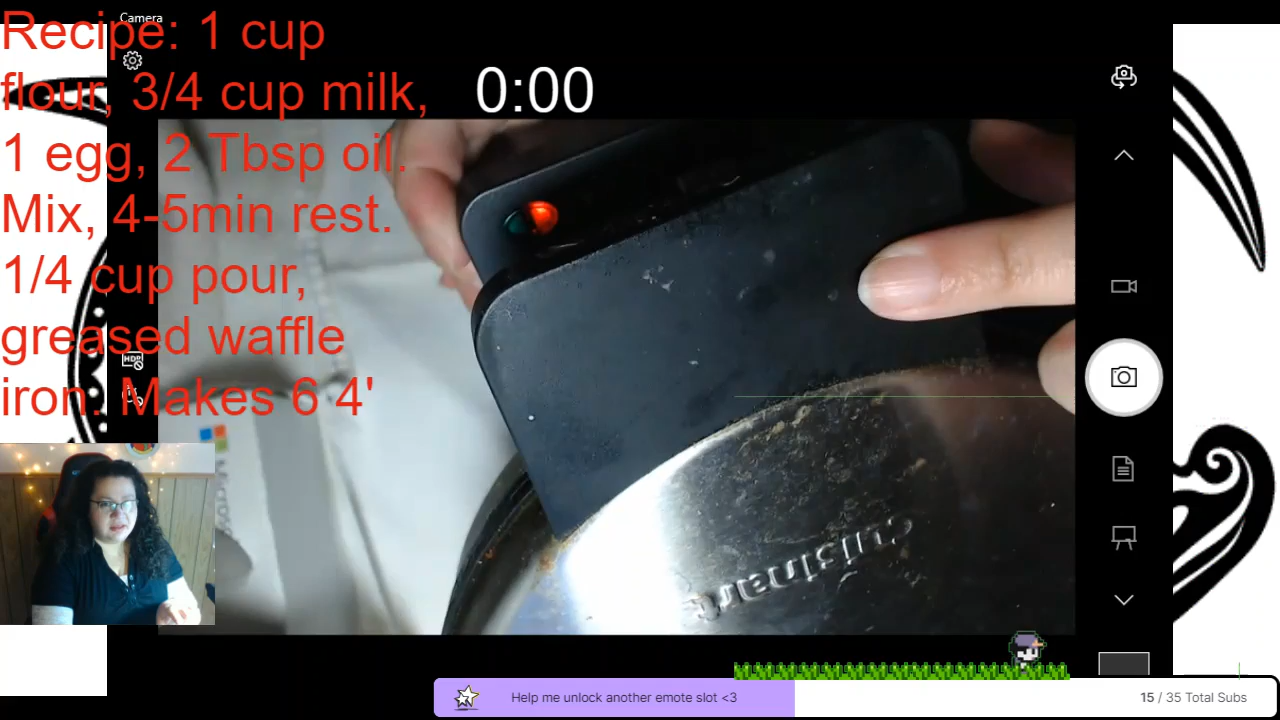 Camera
Recipe: 1 cup
flour, 3/4 cup milk,
1 egg, 2 Tbsp oil.
Mix, 4-5min rest.
1/4 cup pour,
greased waffle
iron. Makes 6 4'
0:00
HDR
Cuisinart
Help me unlock another emote slot <3
15 / 35 Total Subs